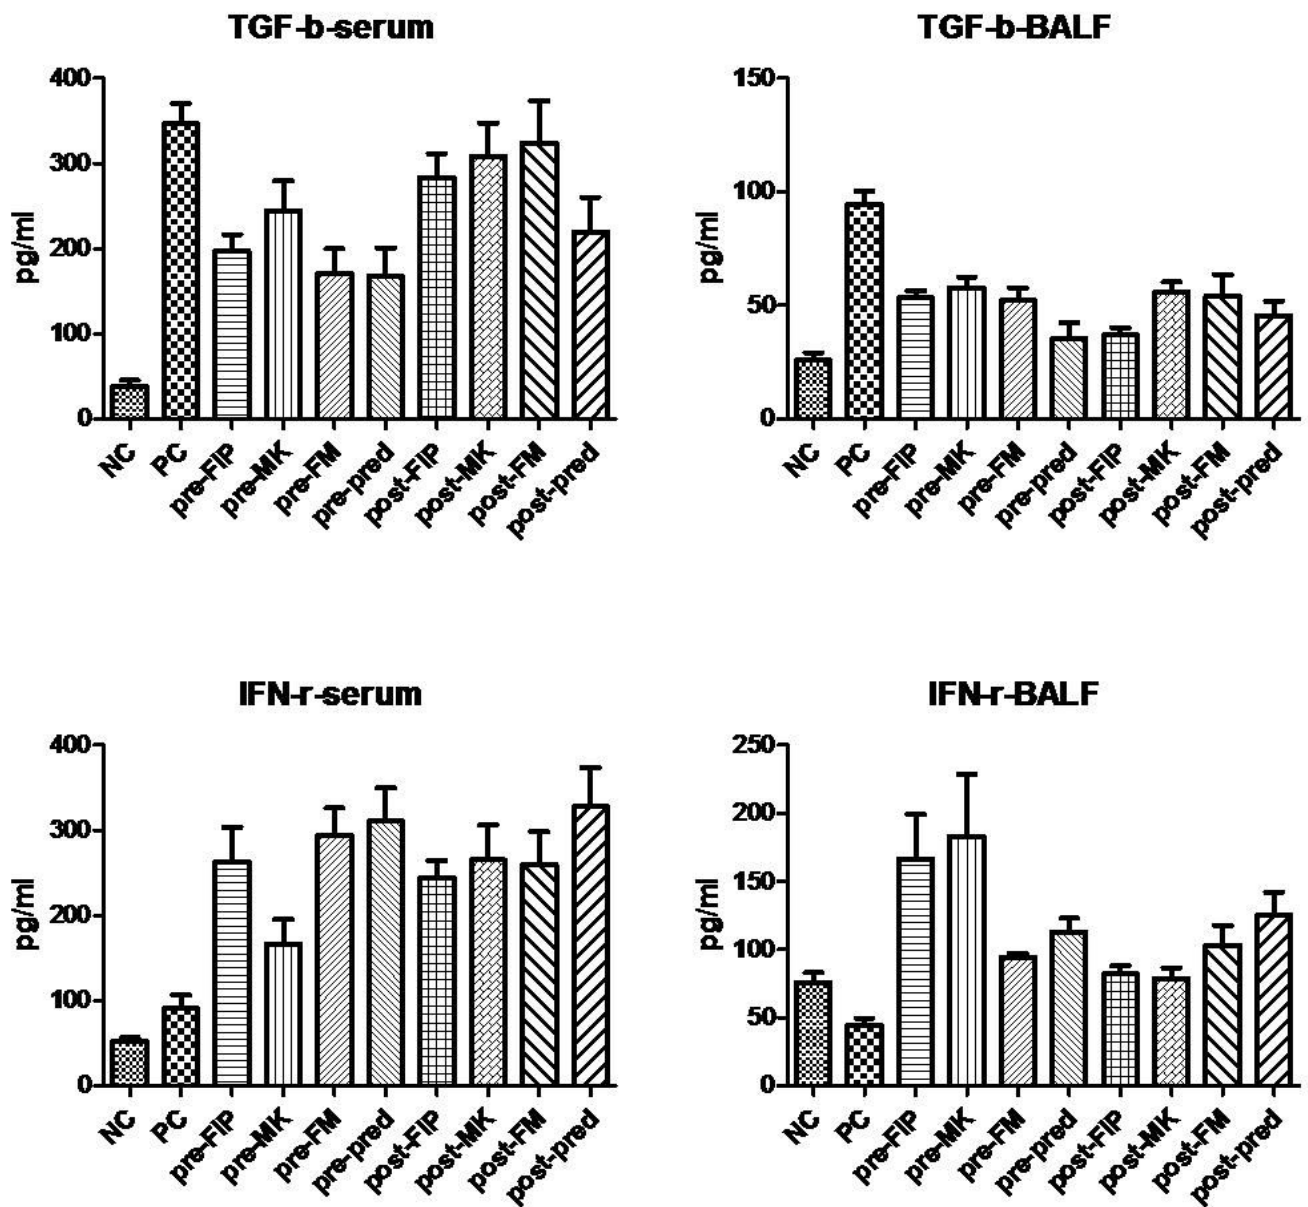 TGF-b-serum
400
300
200
100
0
pg/ml
NC
PC
pre-FIP
pre-MK
pre-FM
pre-pred
post-FIP
post-MK
post-FM
post-pred
TGF-b-BALF
150
100
50
0
pg/ml
NC
PC
pre-FIP
pre-MK
pre-FM
pre-pred
post-FIP
post-MK
post-FM
post-pred
IFN-r-serum
400
300
200
100
0
pg/ml
NC
PC
pre-FIP
pre-MK
pre-FM
pre-pred
post-FIP
post-MK
post-FM
post-pred
IFN-r-BALF
250
200
150
100
50
0
pg/ml
NC
PC
pre-FIP
pre-MK
pre-FM
pre-pred
post-FIP
post-MK
post-FM
post-pred